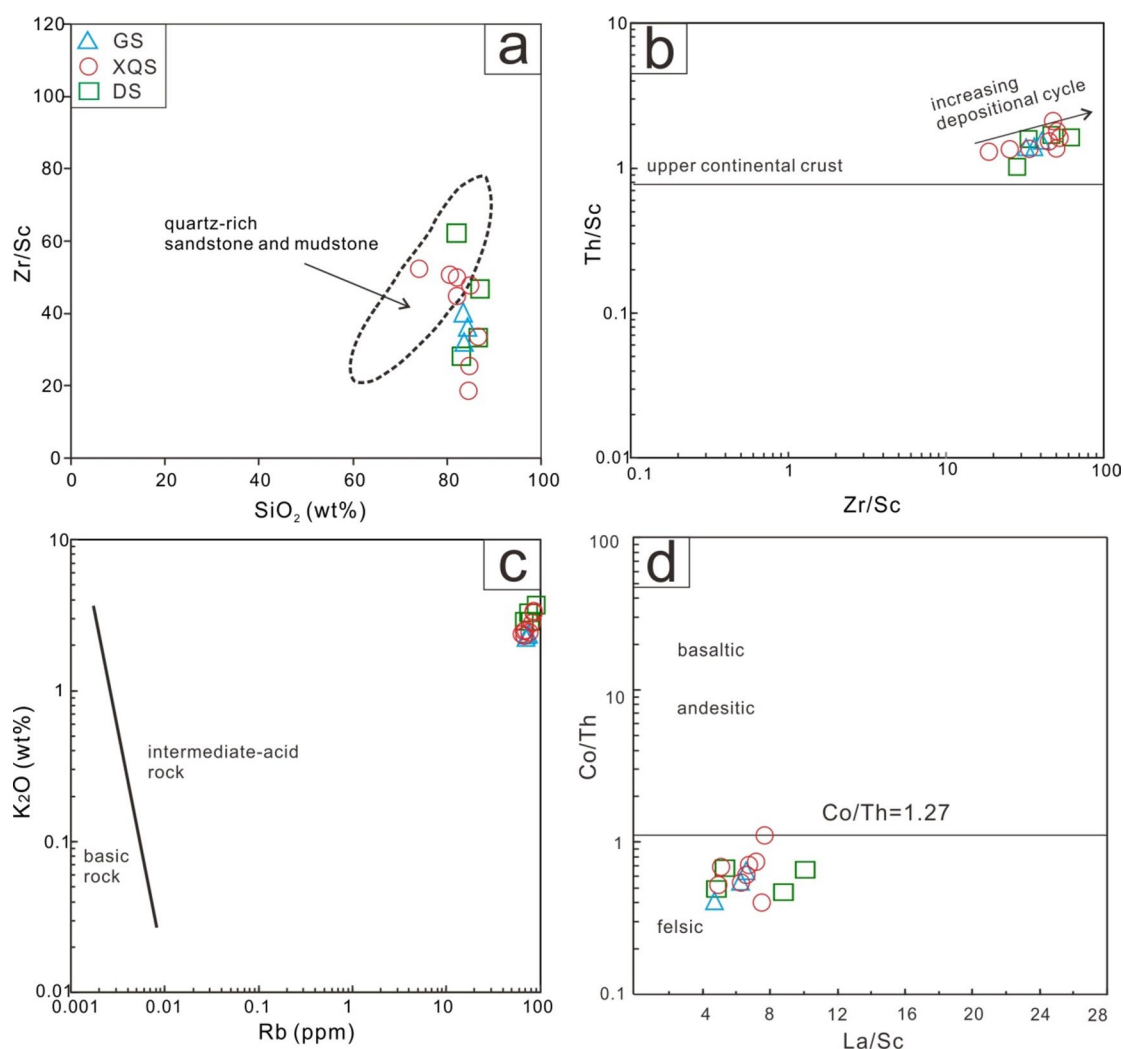 120
100
80
60
40
20
0
Zr/Sc
GS
XQS
DS
a
quartz-rich
sandstone and mudstone
0 20 40 60 80 100
SiO₂ (wt%)
b
10
1
0.1
0.01
Th/Sc
increasing
depositional cycle
upper continental crust
0.1 1 10 100
Zr/Sc
c
10
1
0.1
0.01
K₂O (wt%)
intermediate-acid
rock
basic
rock
0.001 0.01 0.1 1 10 100
Rb (ppm)
d
100
10
1
0.1
Co/Th
basaltic
andesitic
Co/Th=1.27
felsic
4 8 12 16 20 24 28
La/Sc